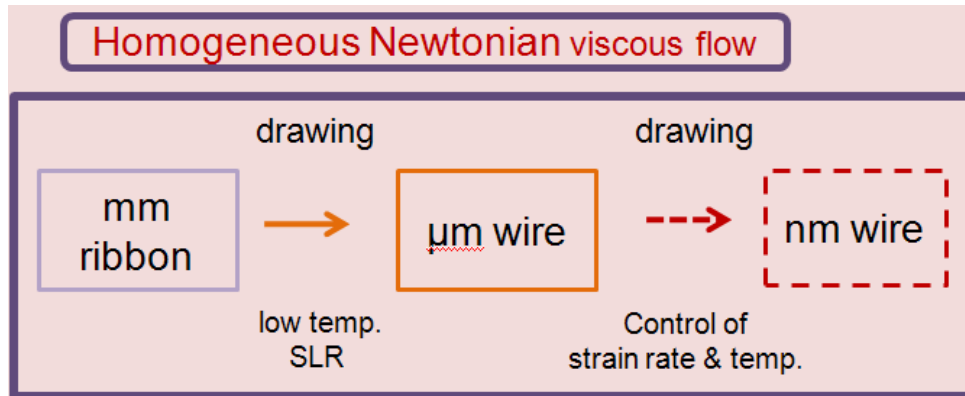 Homogeneous Newtonian viscous flow
drawing
drawing
mm
ribbon
µm wire
nm wire
low temp.
SLR
Control of
strain rate & temp.